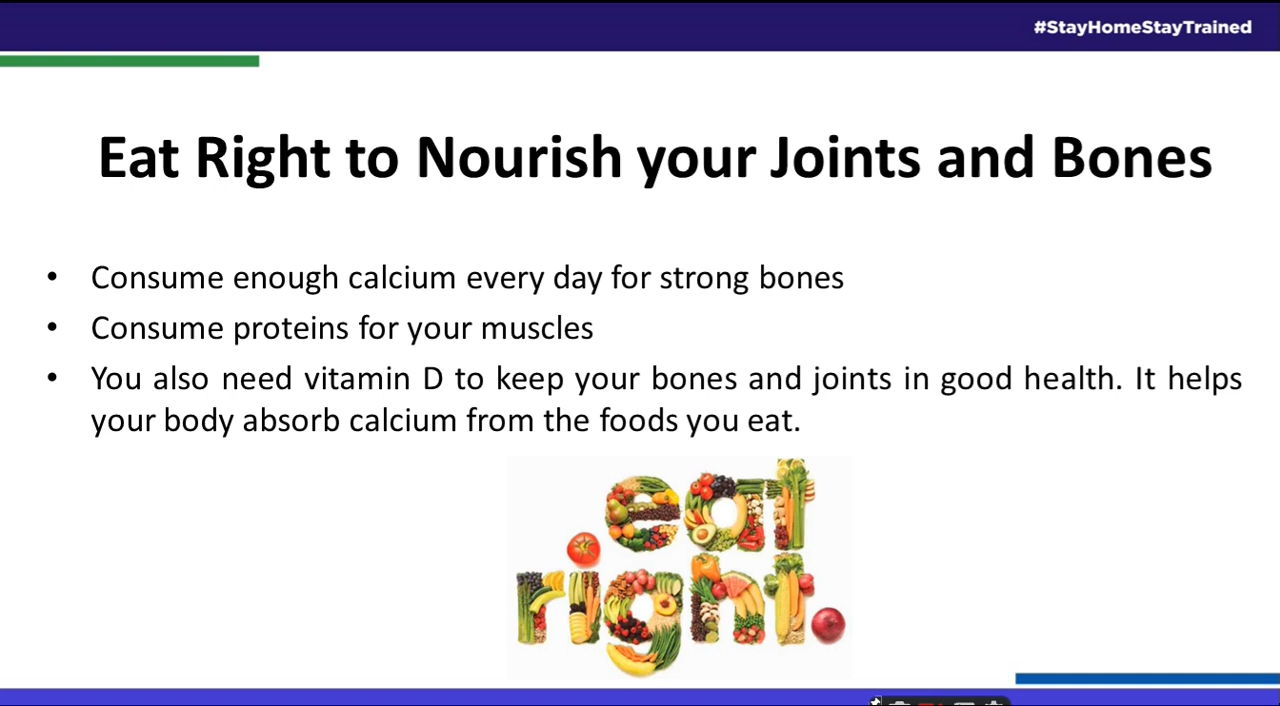 #StayHomeStayTrained
Eat Right to Nourish your Joints and Bones
• Consume enough calcium every day for strong bones
• Consume proteins for your muscles
• You also need vitamin D to keep your bones and joints in good health. It helps
your body absorb calcium from the foods you eat.
eat
right.